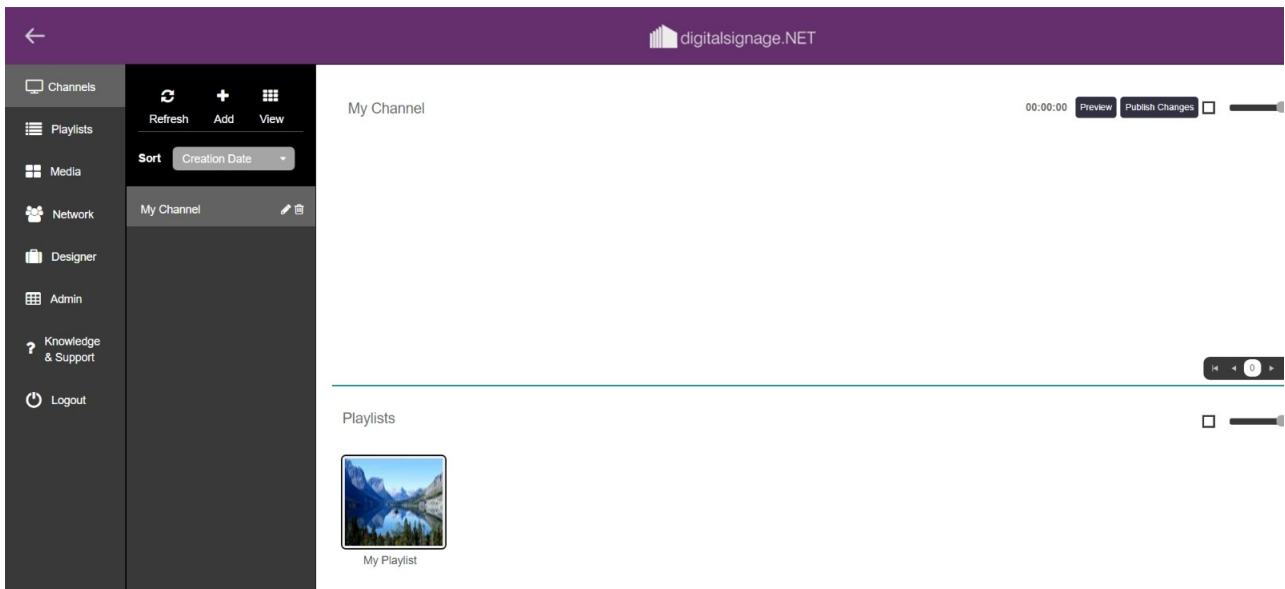 digitalsignage.NET
Channels
Playlists
Media
Network
Designer
Admin
? Knowledge
& Support
Logout
Refresh Add View
Sort Creation Date
My Channel
My Channel
00:00:00 Preview Publish Changes
0
Playlists
My Playlist